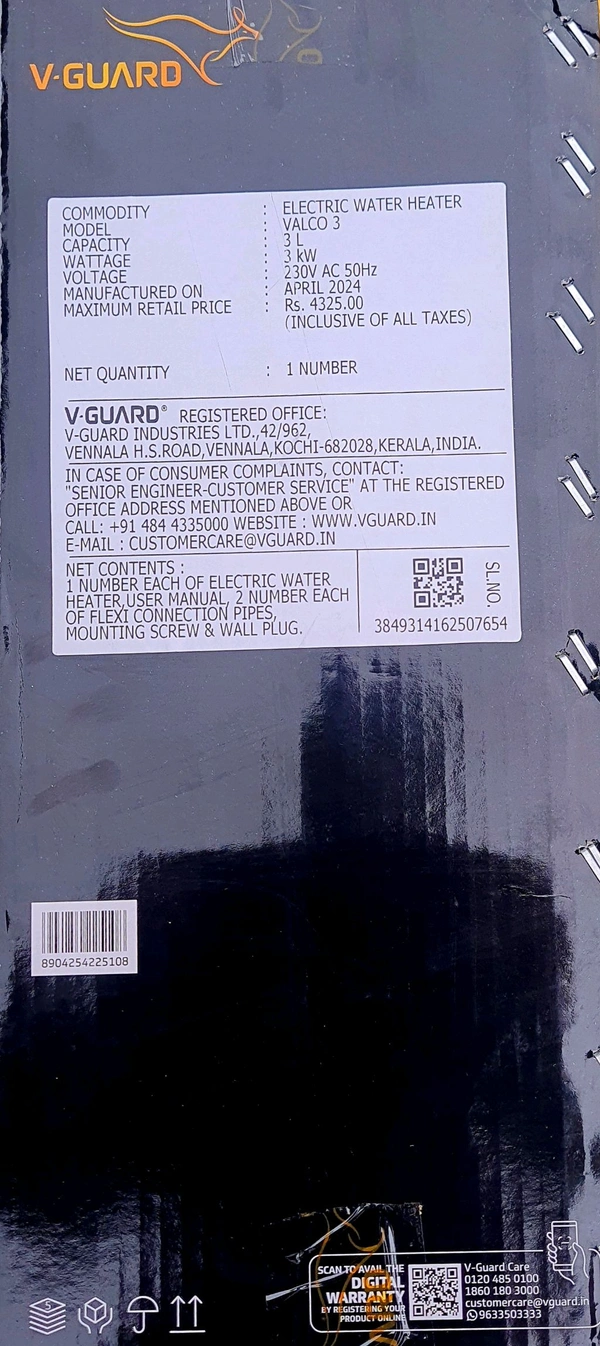 V-GUARD
COMMODITY : ELECTRIC WATER HEATER
MODEL : VALCO 3
CAPACITY : 3 L
WATTAGE : 3 kW
VOLTAGE : 230V AC 50Hz
MANUFACTURED ON : APRIL 2024
MAXIMUM RETAIL PRICE : Rs. 4325.00
(INCLUSIVE OF ALL TAXES)
NET QUANTITY : 1 NUMBER
V-GUARD® REGISTERED OFFICE:
V-GUARD INDUSTRIES LTD.,42/962,
VENNALA H.S.ROAD,VENNALA,KOCHI-682028,KERALA,INDIA.
IN CASE OF CONSUMER COMPLAINTS, CONTACT:
"SENIOR ENGINEER-CUSTOMER SERVICE" AT THE REGISTERED
OFFICE ADDRESS MENTIONED ABOVE OR
CALL: +91 484 4335000 WEBSITE : WWW.VGUARD.IN
E-MAIL : CUSTOMERCARE@VGUARD.IN
NET CONTENTS :
1 NUMBER EACH OF ELECTRIC WATER
HEATER,USER MANUAL, 2 NUMBER EACH
OF FLEXI CONNECTION PIPES,
MOUNTING SCREW & WALL PLUG.
SL.NO.
3849314162507654
8904254225108
5
SCAN TO AVAIL THE
DIGITAL
WARRANTY
BY REGISTERING YOUR
PRODUCT ONLINE
V-Guard Care
0120 485 0100
1860 180 3000
customercare@vguard.in
9633503333